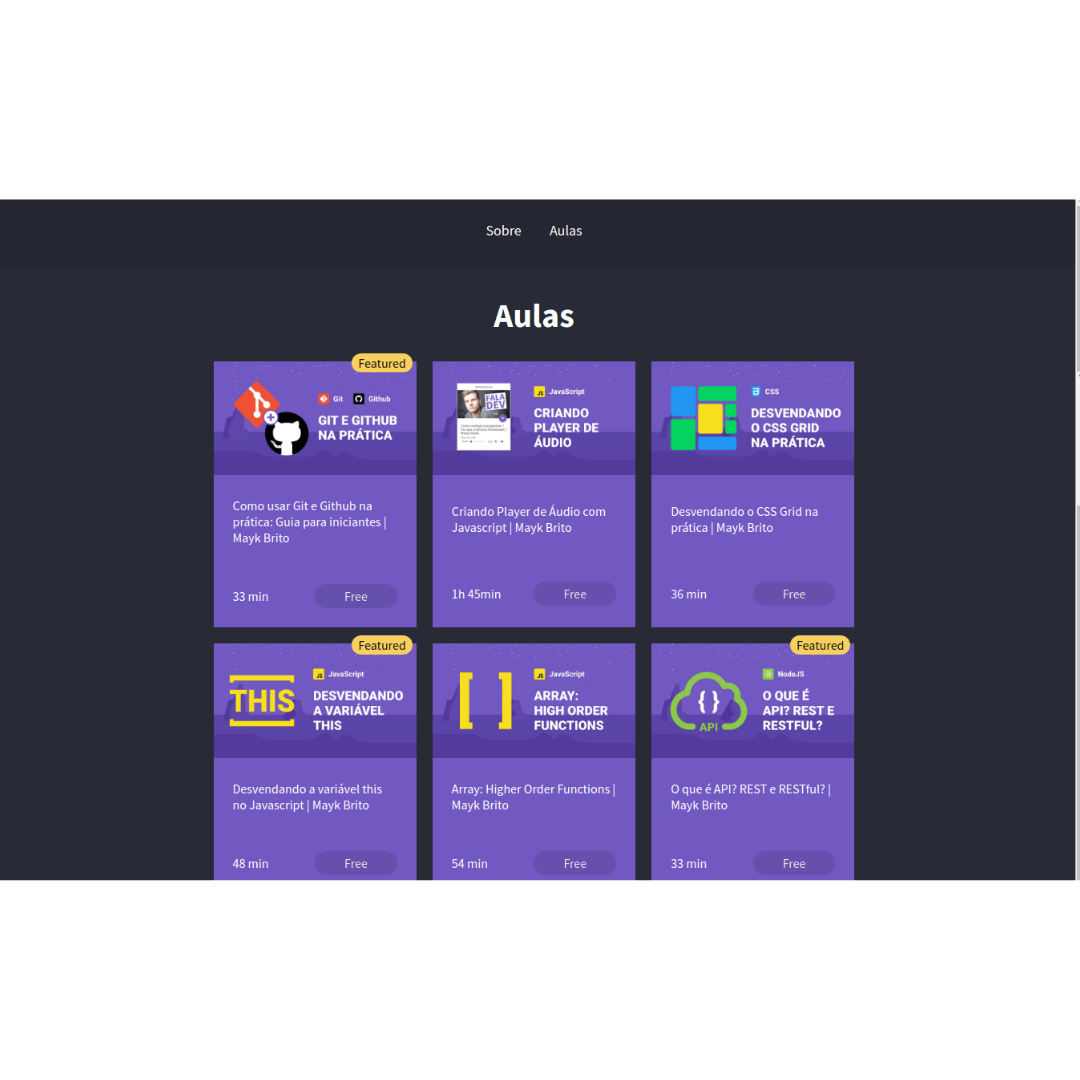 Sobre Aulas
Aulas
Featured
Git Github
GIT E GITHUB
NA PRÁTICA
Como usar Git e Github na
prática: Guia para iniciantes |
Mayk Brito
33 min Free
FALA
DEV
JS JavaScript
CRIANDO
PLAYER DE
ÁUDIO
Criando Player de Áudio com
Javascript | Mayk Brito
1h 45min Free
CSS
DESVENDANDO
O CSS GRID
NA PRÁTICA
Desvendando o CSS Grid na
prática | Mayk Brito
36 min Free
Featured
THIS
JS JavaScript
DESVENDANDO
A VARIÁVEL
THIS
Desvendando a variável this
no Javascript | Mayk Brito
48 min Free
[ ]
JS JavaScript
ARRAY:
HIGH ORDER
FUNCTIONS
Array: Higher Order Functions |
Mayk Brito
54 min Free
Featured
{ }
API
NodeJS
O QUE É
API? REST E
RESTFUL?
O que é API? REST e RESTful? |
Mayk Brito
33 min Free